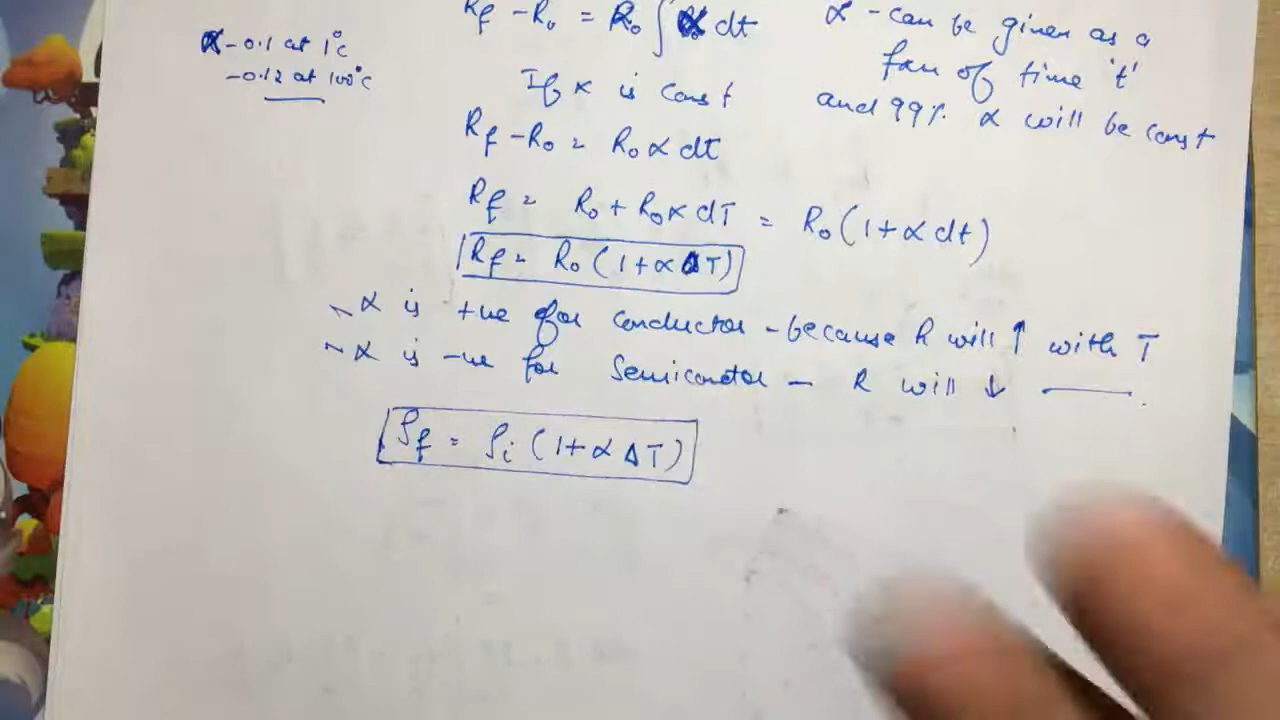 Rf - R₀ = R₀ ∫ α dt
α - can be given as a
fan of time 't'
and 99% α will be const
α - 0.1 at 1°C
- 0.12 at 100°C
If α is const
Rf - R₀ = R₀ α dt
Rf = R₀ + R₀ α dT = R₀ (1 + α dt)
Rf = R₀ (1 + α ΔT)
~ α is +ve for conductor - because R will ↑ with T
~ α is -ve for Semiconctor - R will ↓ ——.
ρf = ρi (1 + α ΔT)